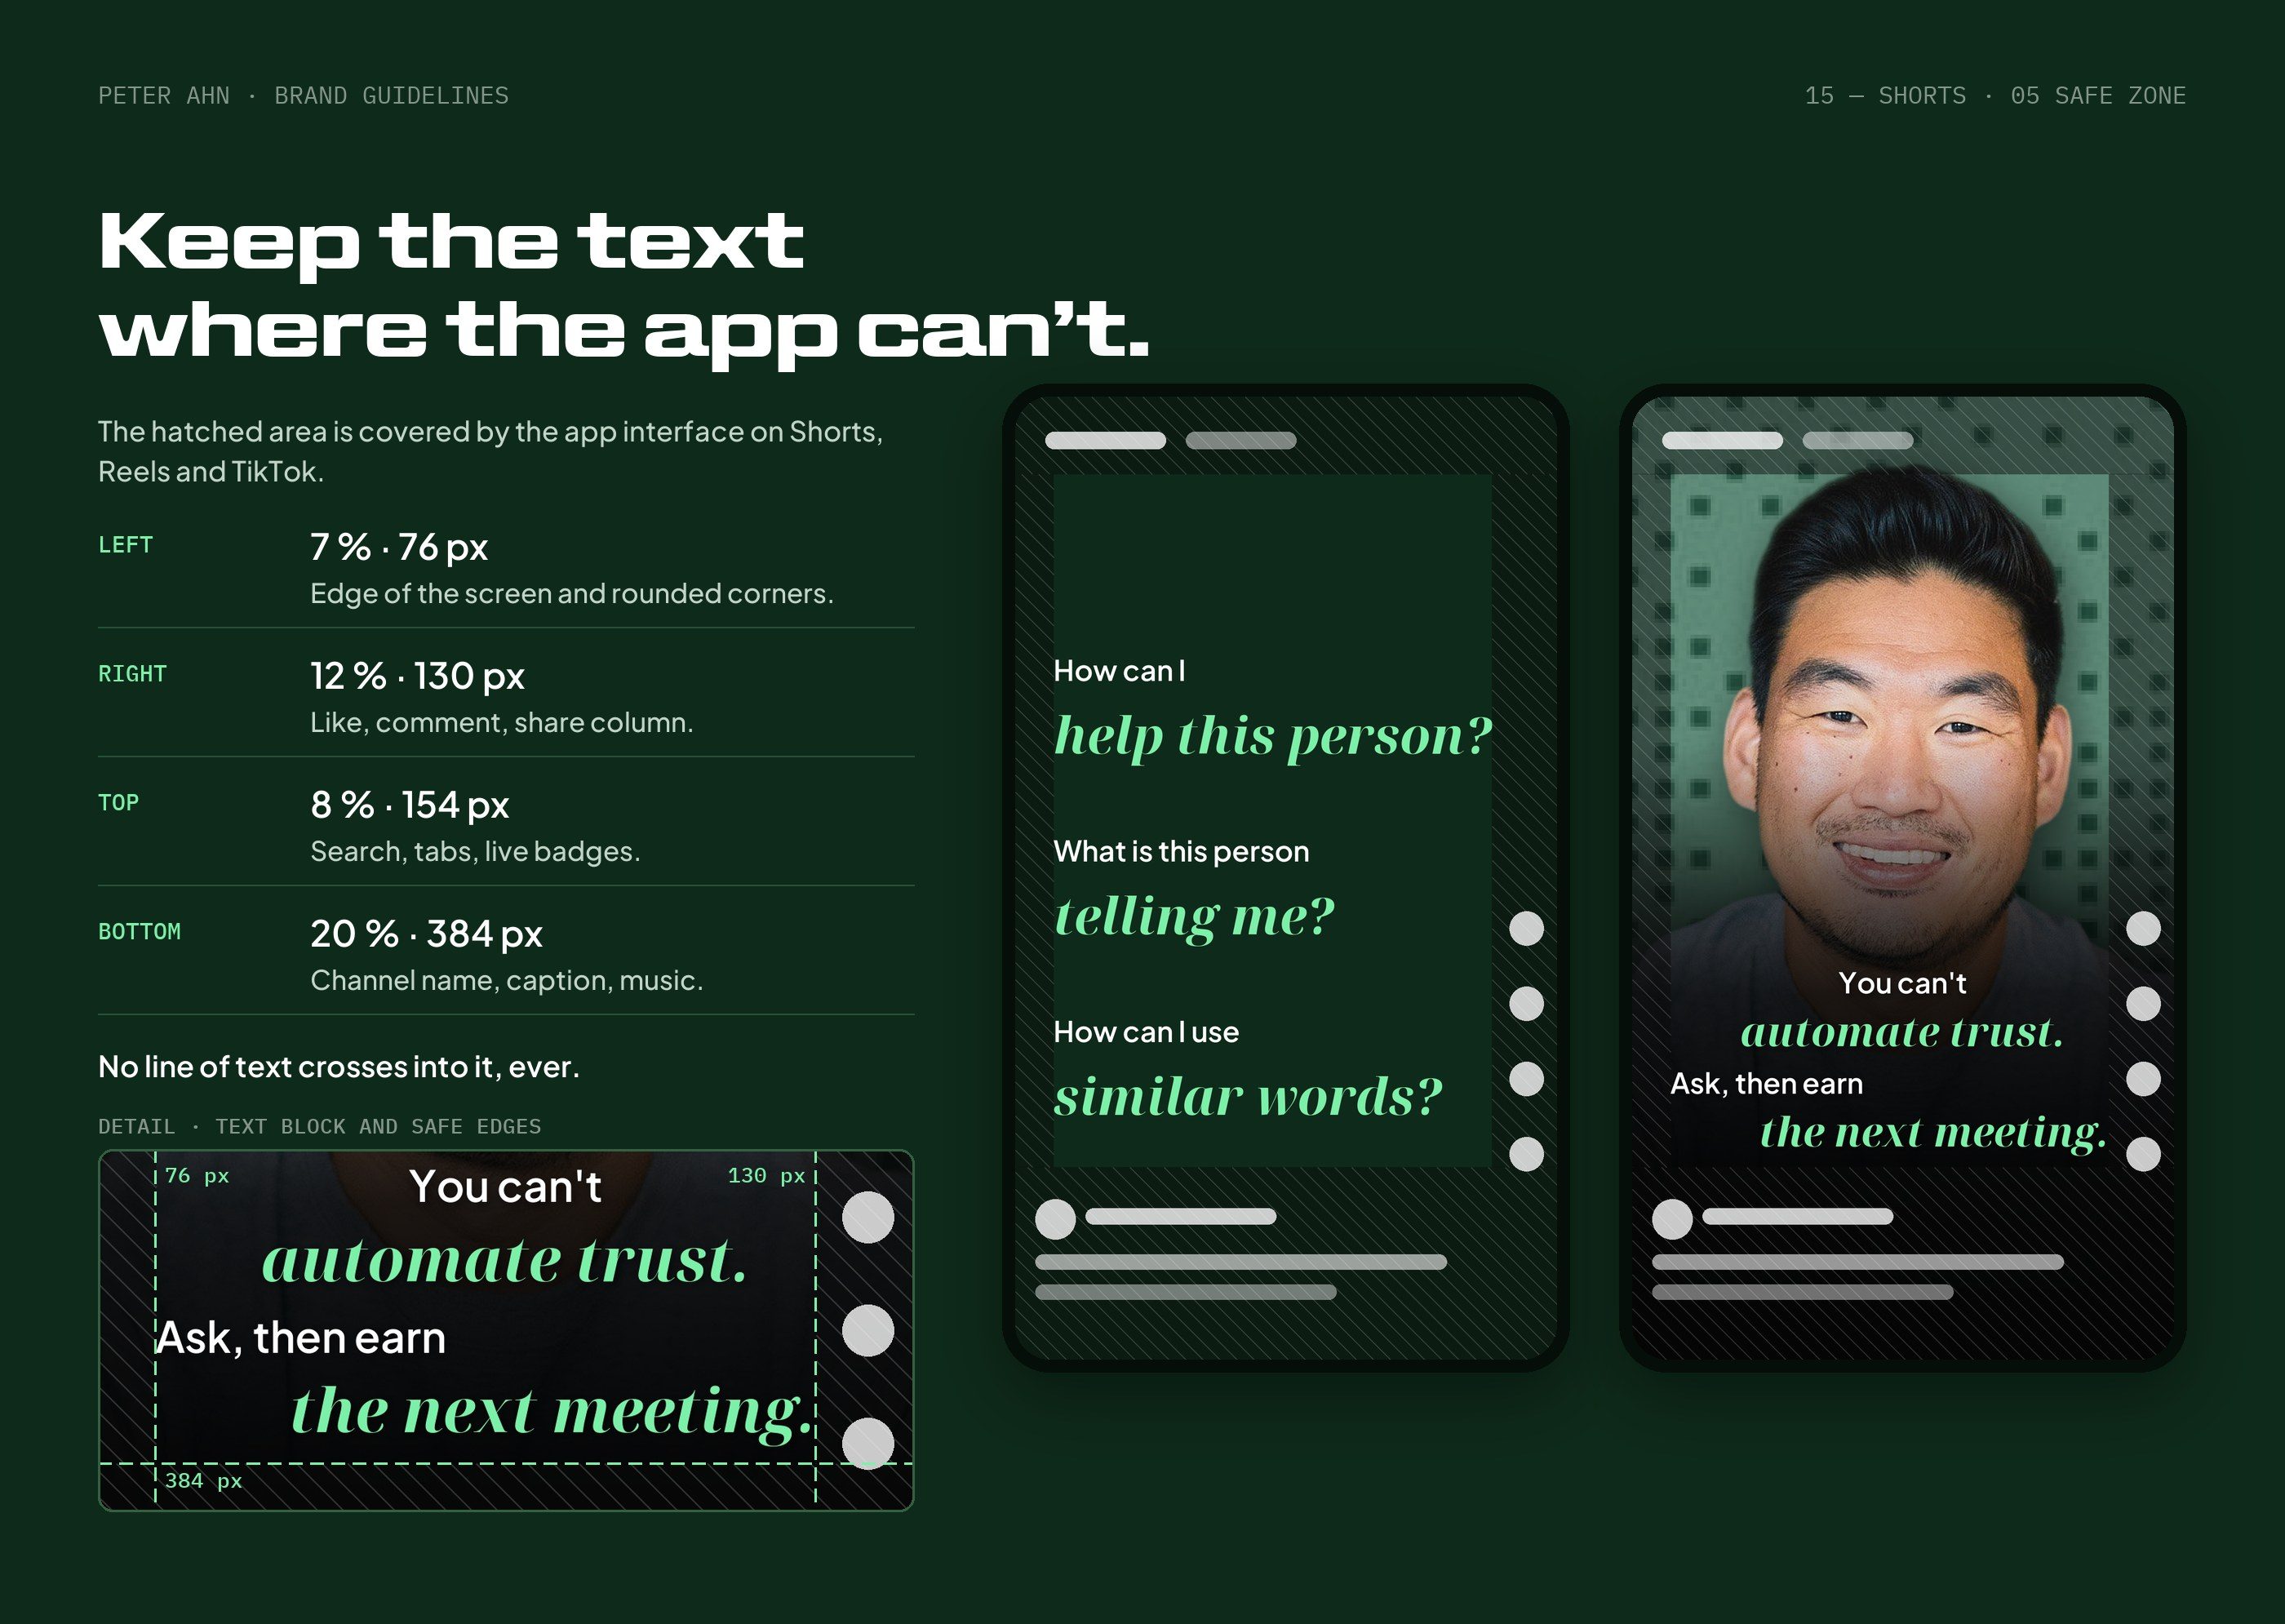 PETER AHN · BRAND GUIDELINES
15 — SHORTS · 05 SAFE ZONE
Keep the text
where the app can’t.
The hatched area is covered by the app interface on Shorts,
Reels and TikTok.
LEFT
7 % · 76 px
Edge of the screen and rounded corners.
RIGHT
12 % · 130 px
Like, comment, share column.
TOP
8 % · 154 px
Search, tabs, live badges.
BOTTOM
20 % · 384 px
Channel name, caption, music.
No line of text crosses into it, ever.
DETAIL · TEXT BLOCK AND SAFE EDGES
76 px
130 px
You can't
automate trust.
Ask, then earn
the next meeting.
384 px
How can I
help this person?
What is this person
telling me?
How can I use
similar words?
You can't
automate trust.
Ask, then earn
the next meeting.